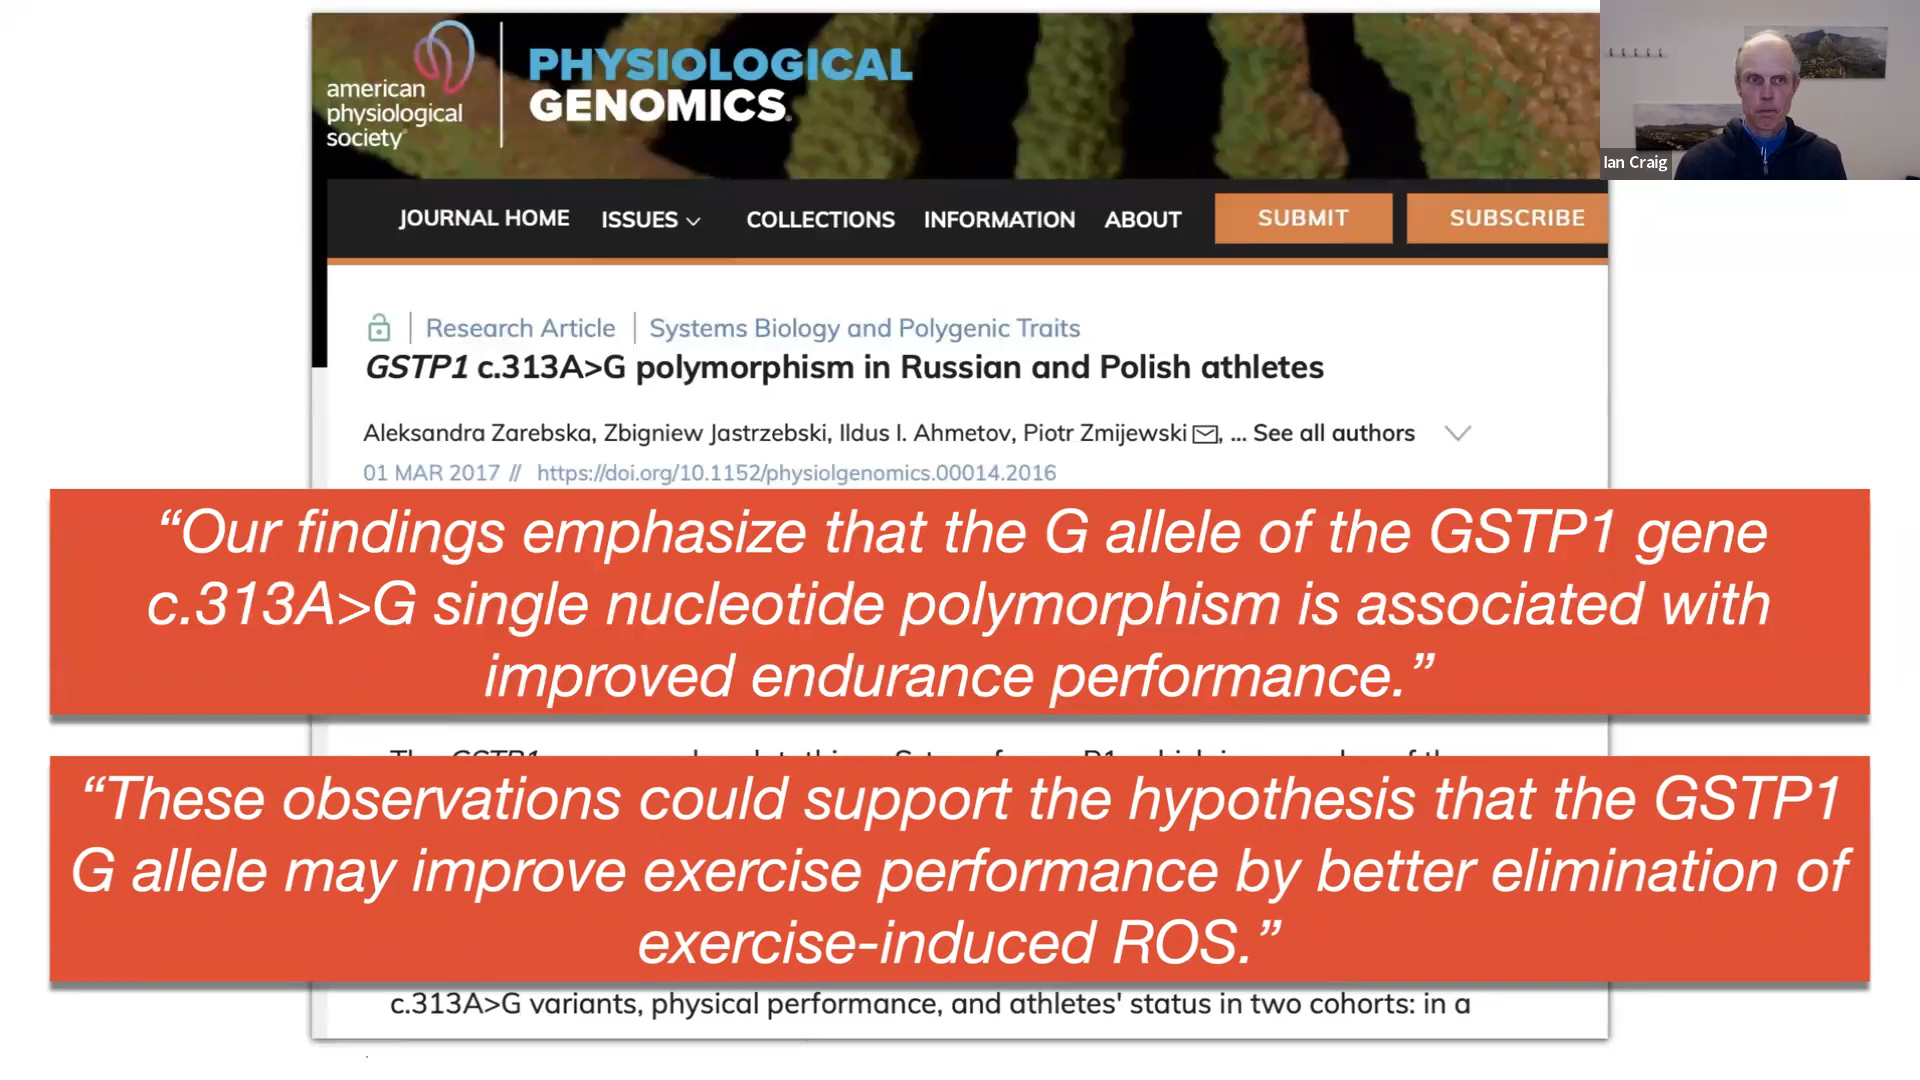 american
physiological
society
PHYSIOLOGICAL
GENOMICS®
Ian Craig
JOURNAL HOME ISSUES COLLECTIONS INFORMATION ABOUT SUBMIT SUBSCRIBE
Research Article | Systems Biology and Polygenic Traits
GSTP1 c.313A>G polymorphism in Russian and Polish athletes
Aleksandra Zarebska, Zbigniew Jastrzebski, Ildus I. Ahmetov, Piotr Zmijewski, ... See all authors
01 MAR 2017 // https://doi.org/10.1152/physiolgenomics.00014.2016
“Our findings emphasize that the G allele of the GSTP1 gene
c.313A>G single nucleotide polymorphism is associated with
improved endurance performance.”
“These observations could support the hypothesis that the GSTP1
G allele may improve exercise performance by better elimination of
exercise-induced ROS.”
c.313A>G variants, physical performance, and athletes' status in two cohorts: in a